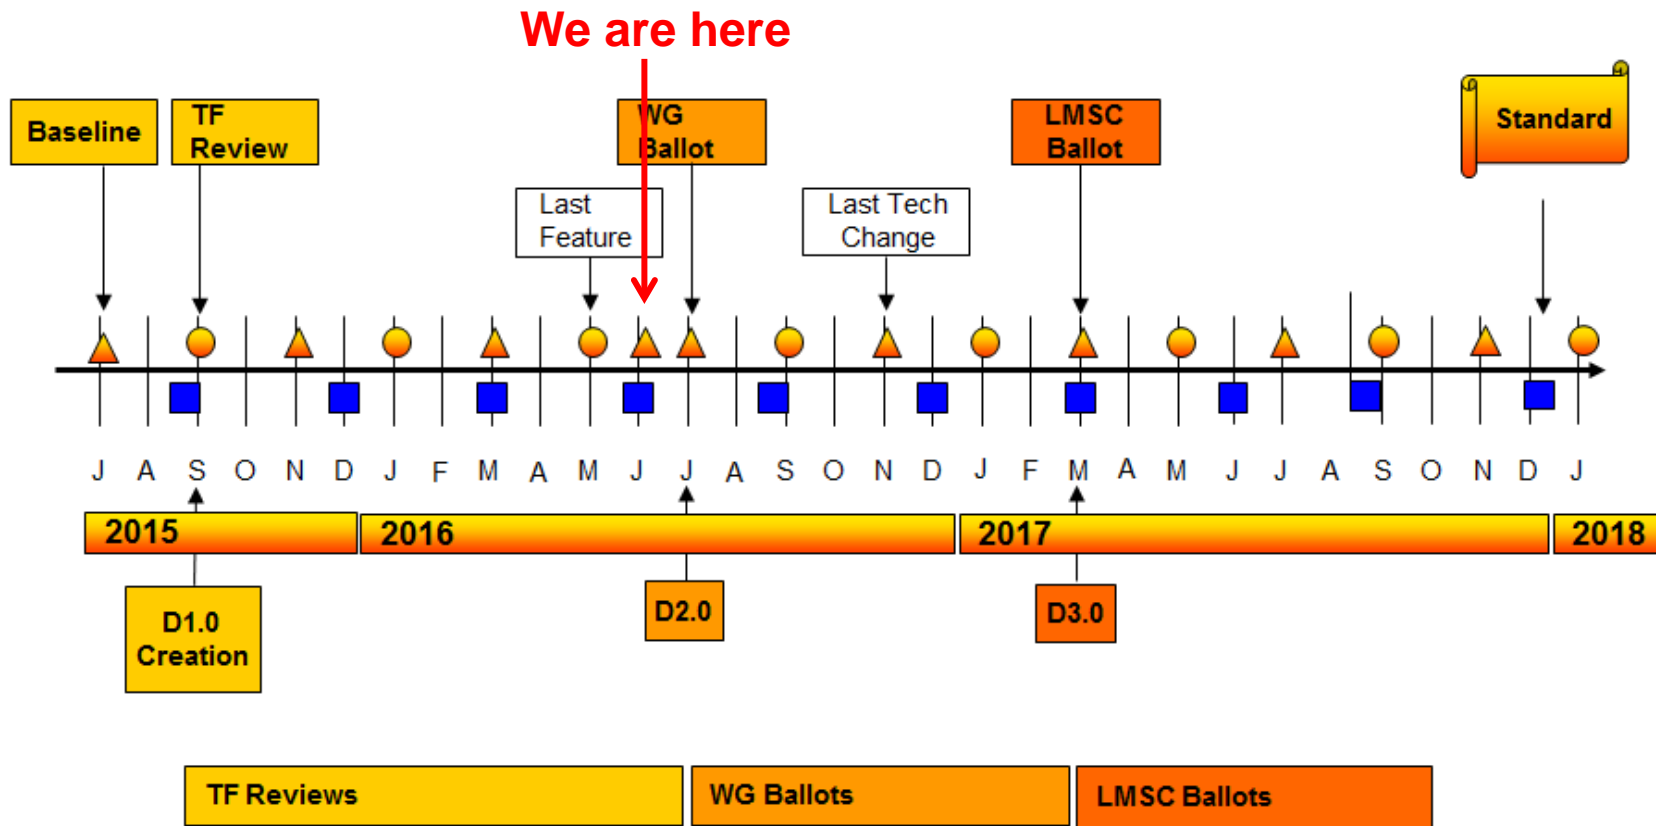 We are here
Baseline
TF
Review
WG
Ballot
LMSC
Ballot
Standard
Last
Feature
Last Tech
Change
J A S O N D J F M A M J J A S O N D J F M A M J J A S O N D J
2015 2016 2017 2018
D1.0
Creation
D2.0
D3.0
TF Reviews WG Ballots LMSC Ballots